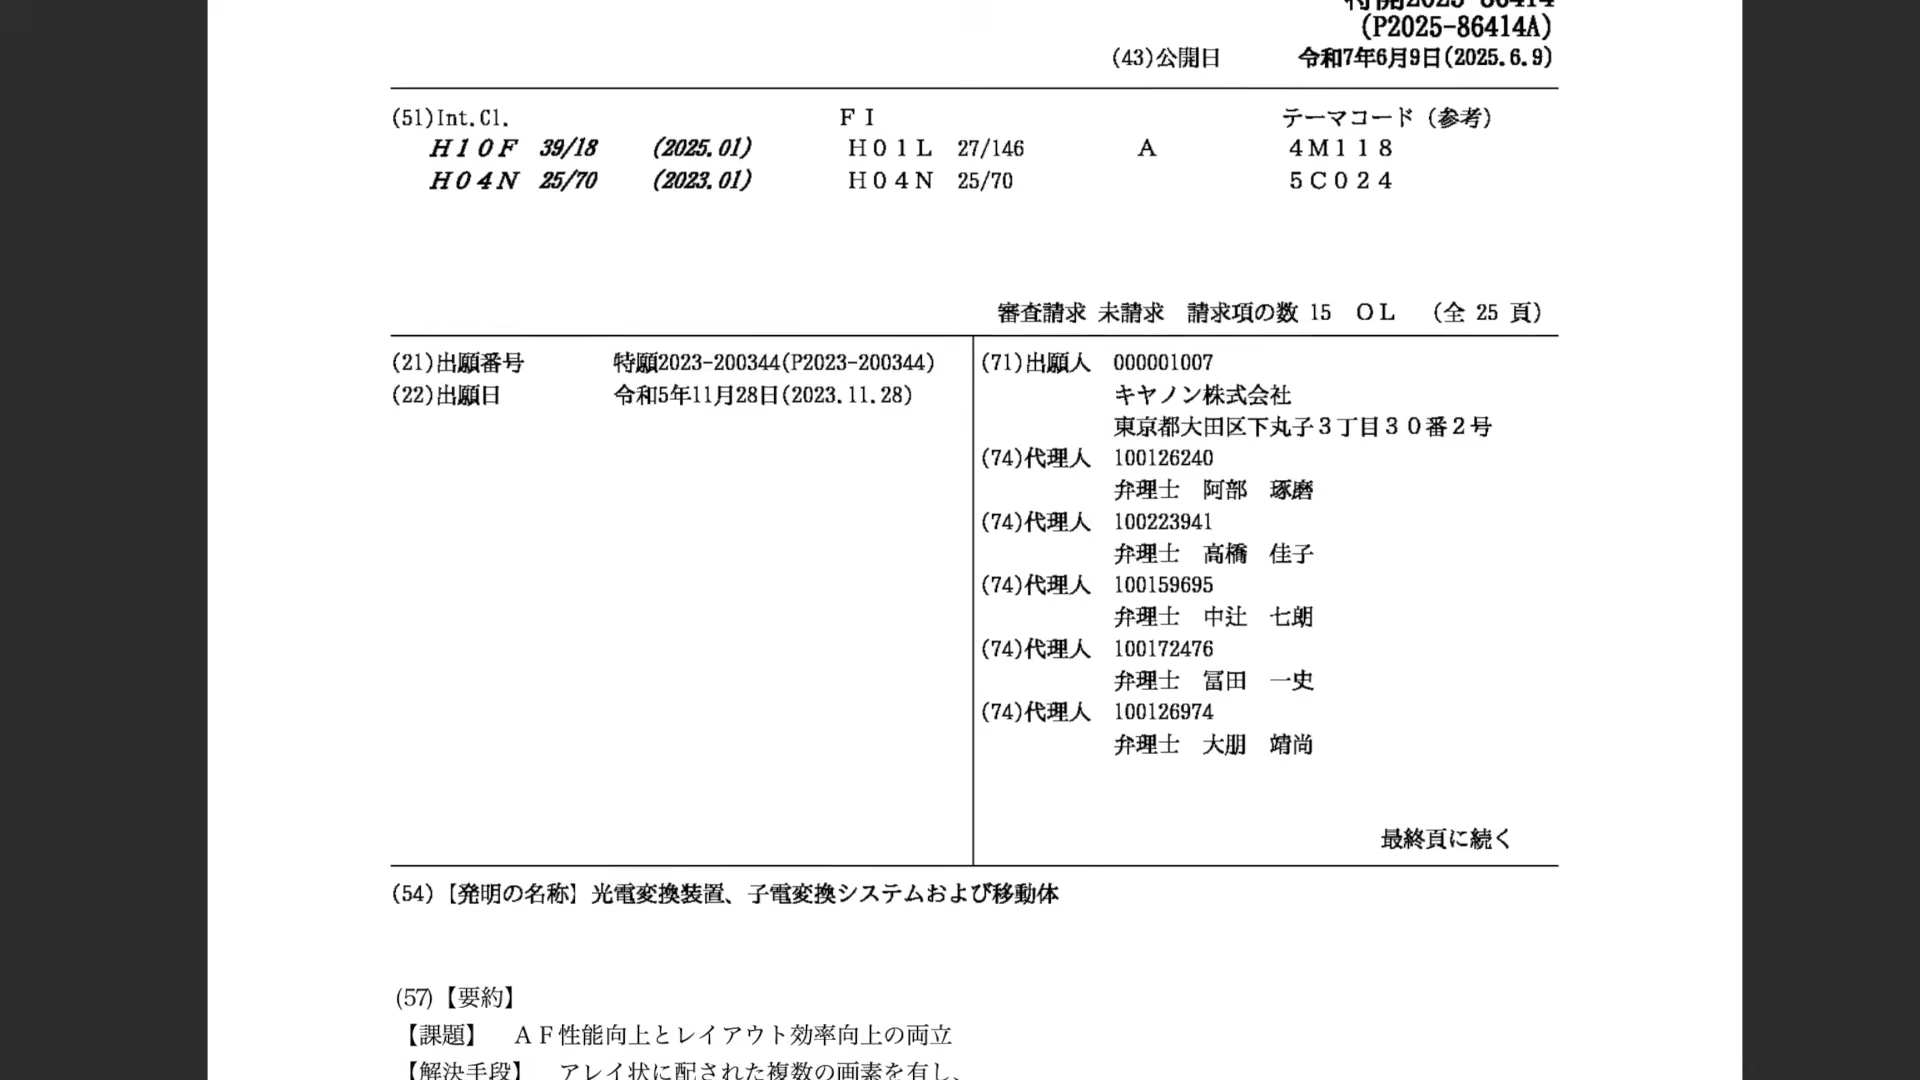 特開2025-86414
(P2025-86414A)
(43)公開日 令和7年6月9日(2025.6.9)
(51)Int.Cl. ＦＩ テーマコード（参考）
Ｈ１０Ｆ 39/18 (2025.01) Ｈ０１Ｌ 27/146 Ａ ４Ｍ１１８
Ｈ０４Ｎ 25/70 (2023.01) Ｈ０４Ｎ 25/70 ５Ｃ０２４
審査請求 未請求 請求項の数 15 ＯＬ （全 25 頁）
(21)出願番号 特願2023-200344(P2023-200344)
(22)出願日 令和5年11月28日(2023.11.28)
(71)出願人 000001007
キヤノン株式会社
東京都大田区下丸子３丁目３０番２号
(74)代理人 100126240
弁理士 阿部 琢磨
(74)代理人 100223941
弁理士 高橋 佳子
(74)代理人 100159695
弁理士 中辻 七朗
(74)代理人 100172476
弁理士 冨田 一史
(74)代理人 100126974
弁理士 大朋 靖尚
最終頁に続く
(54)【発明の名称】光電変換装置、子電変換システムおよび移動体
(57)【要約】
【課題】 ＡＦ性能向上とレイアウト効率向上の両立
【解決手段】 アレイ状に配された複数の画素を有し、